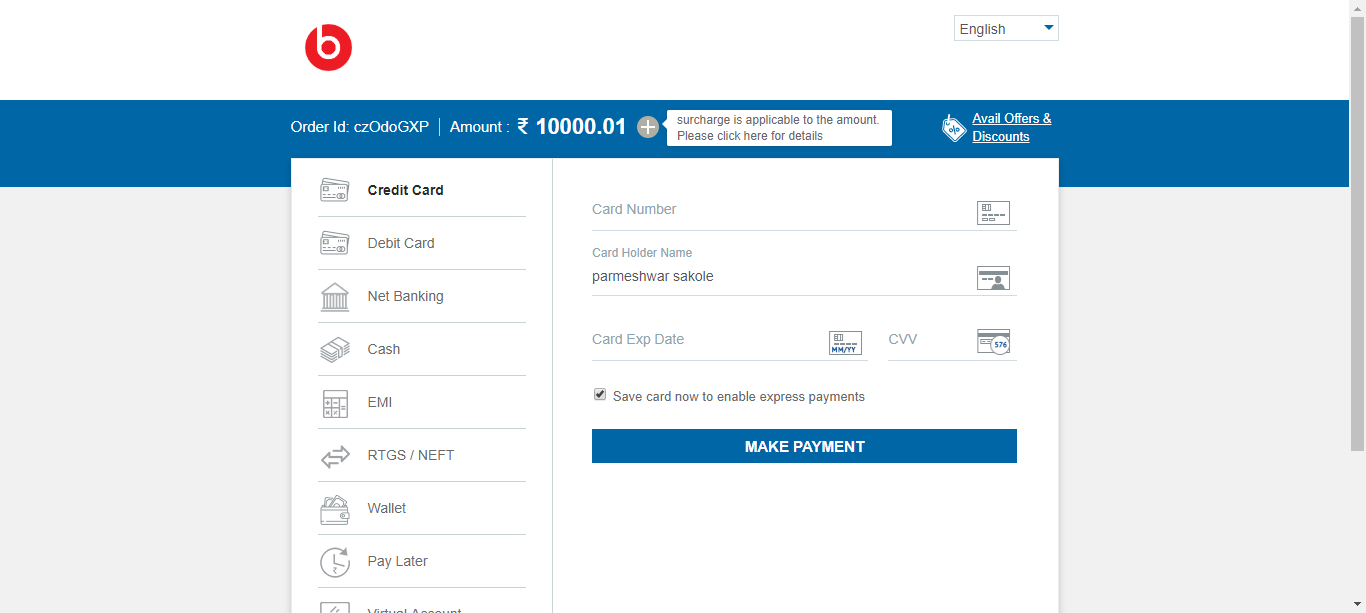 b
English
Order Id: czOdoGXP
Amount : ₹ 10000.01
surcharge is applicable to the amount.
Please click here for details
Avail Offers &
Discounts
Credit Card
Debit Card
Net Banking
Cash
EMI
RTGS / NEFT
Wallet
Pay Later
Virtual Account
Card Number
Card Holder Name
parmeshwar sakole
Card Exp Date
MM/YY
CVV
576
Save card now to enable express payments
MAKE PAYMENT